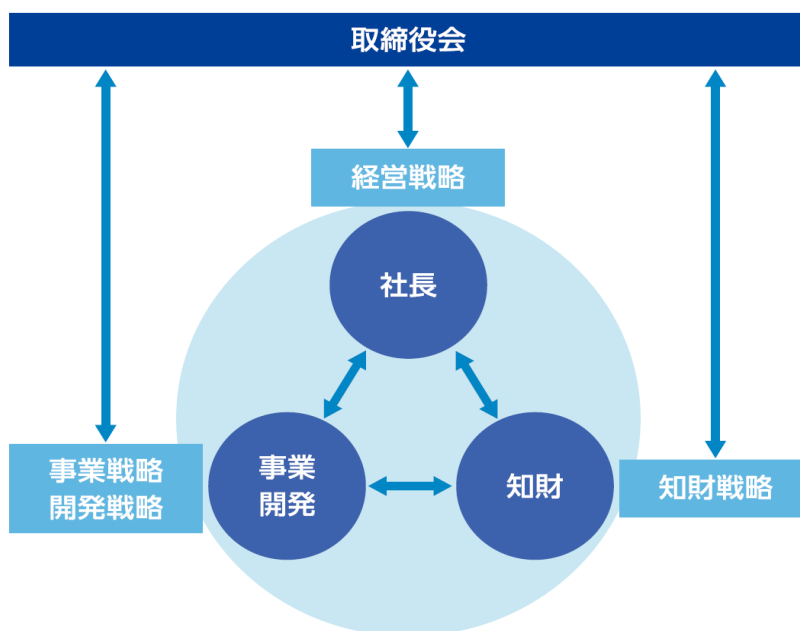 取締役会
経営戦略
社長
事業戦略
開発戦略
事業
開発
知財
知財戦略